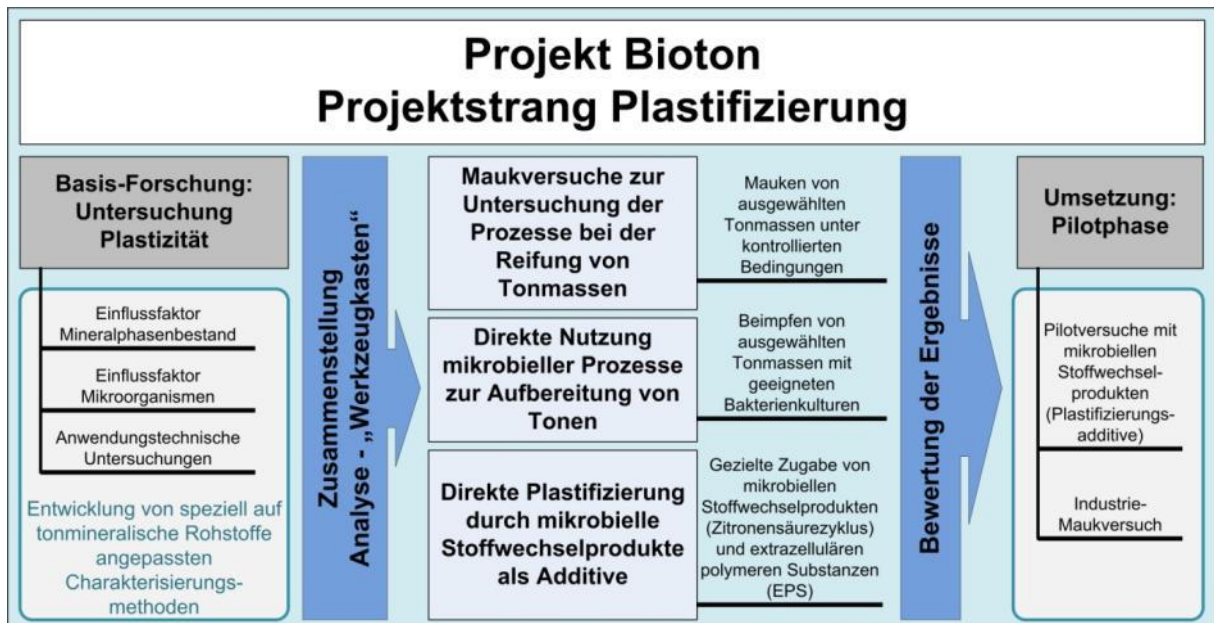 Projekt Bioton
Projektstrang Plastifizierung
Basis-Forschung:
Untersuchung
Plastizität
Einflussfaktor
Mineralphasenbestand
Einflussfaktor
Mikroorganismen
Anwendungstechnische
Untersuchungen
Entwicklung von speziell auf
tonmineralische Rohstoffe
angepassten
Charakterisierungs-
methoden
Zusammenstellung
Analyse - „Werkzeugkasten“
Maukversuche zur
Untersuchung der
Prozesse bei der
Reifung von
Tonmassen
Mauken von
ausgewählten
Tonmassen unter
kontrollierten
Bedingungen
Direkte Nutzung
mikrobieller Prozesse
zur Aufbereitung von
Tonen
Beimpfen von
ausgewählten
Tonmassen mit
geeigneten
Bakterienkulturen
Direkte Plastifizierung
durch mikrobielle
Stoffwechselprodukte
als Additive
Gezielte Zugabe von
mikrobiellen
Stoffwechselprodukten
(Zitronensäurezyklus)
und extrazellulären
polymeren Substanzen
(EPS)
Bewertung der Ergebnisse
Umsetzung:
Pilotphase
Pilotversuche mit
mikrobiellen
Stoffwechsel-
produkten
(Plastifizierungs-
additive)
Industrie-
Maukversuch